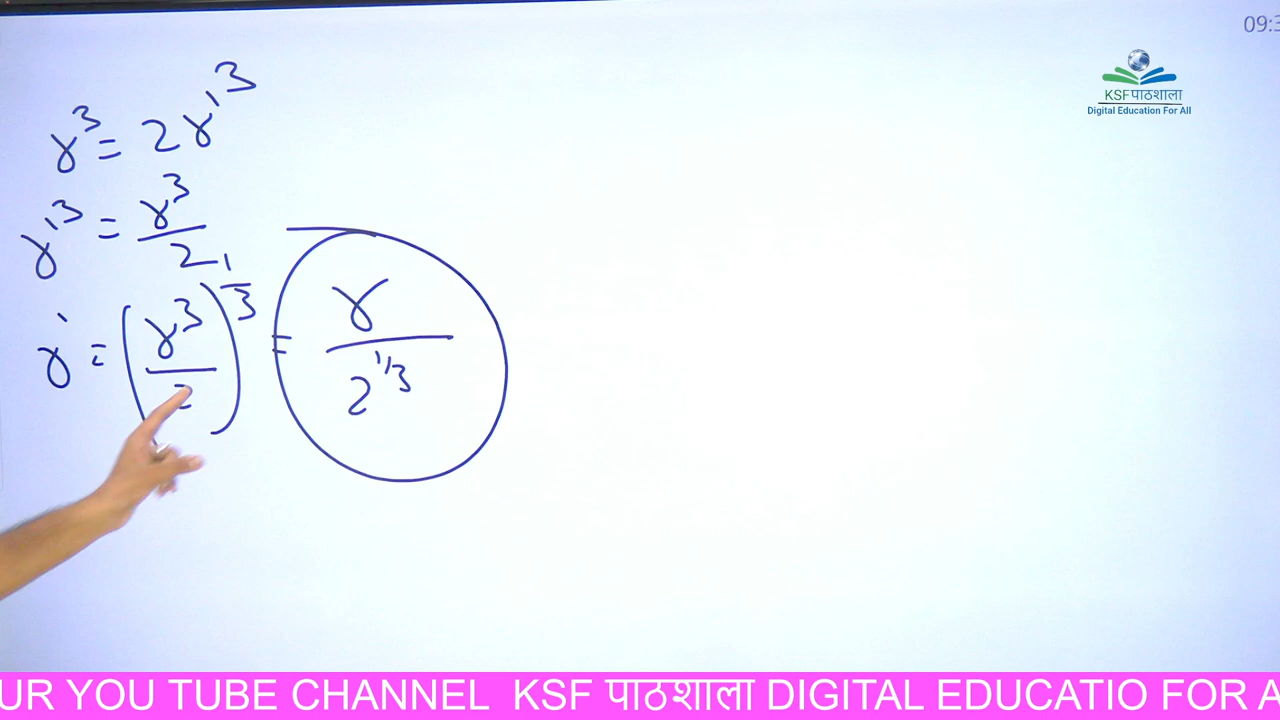 09:3
KSFपाठशाला
Digital Education For All
r³ = 2r'³
r'³ = r³/2
r' = (r³/2)^1/3 = r/2^1/3
UR YOU TUBE CHANNEL KSF पाठशाला DIGITAL EDUCATIO FOR A